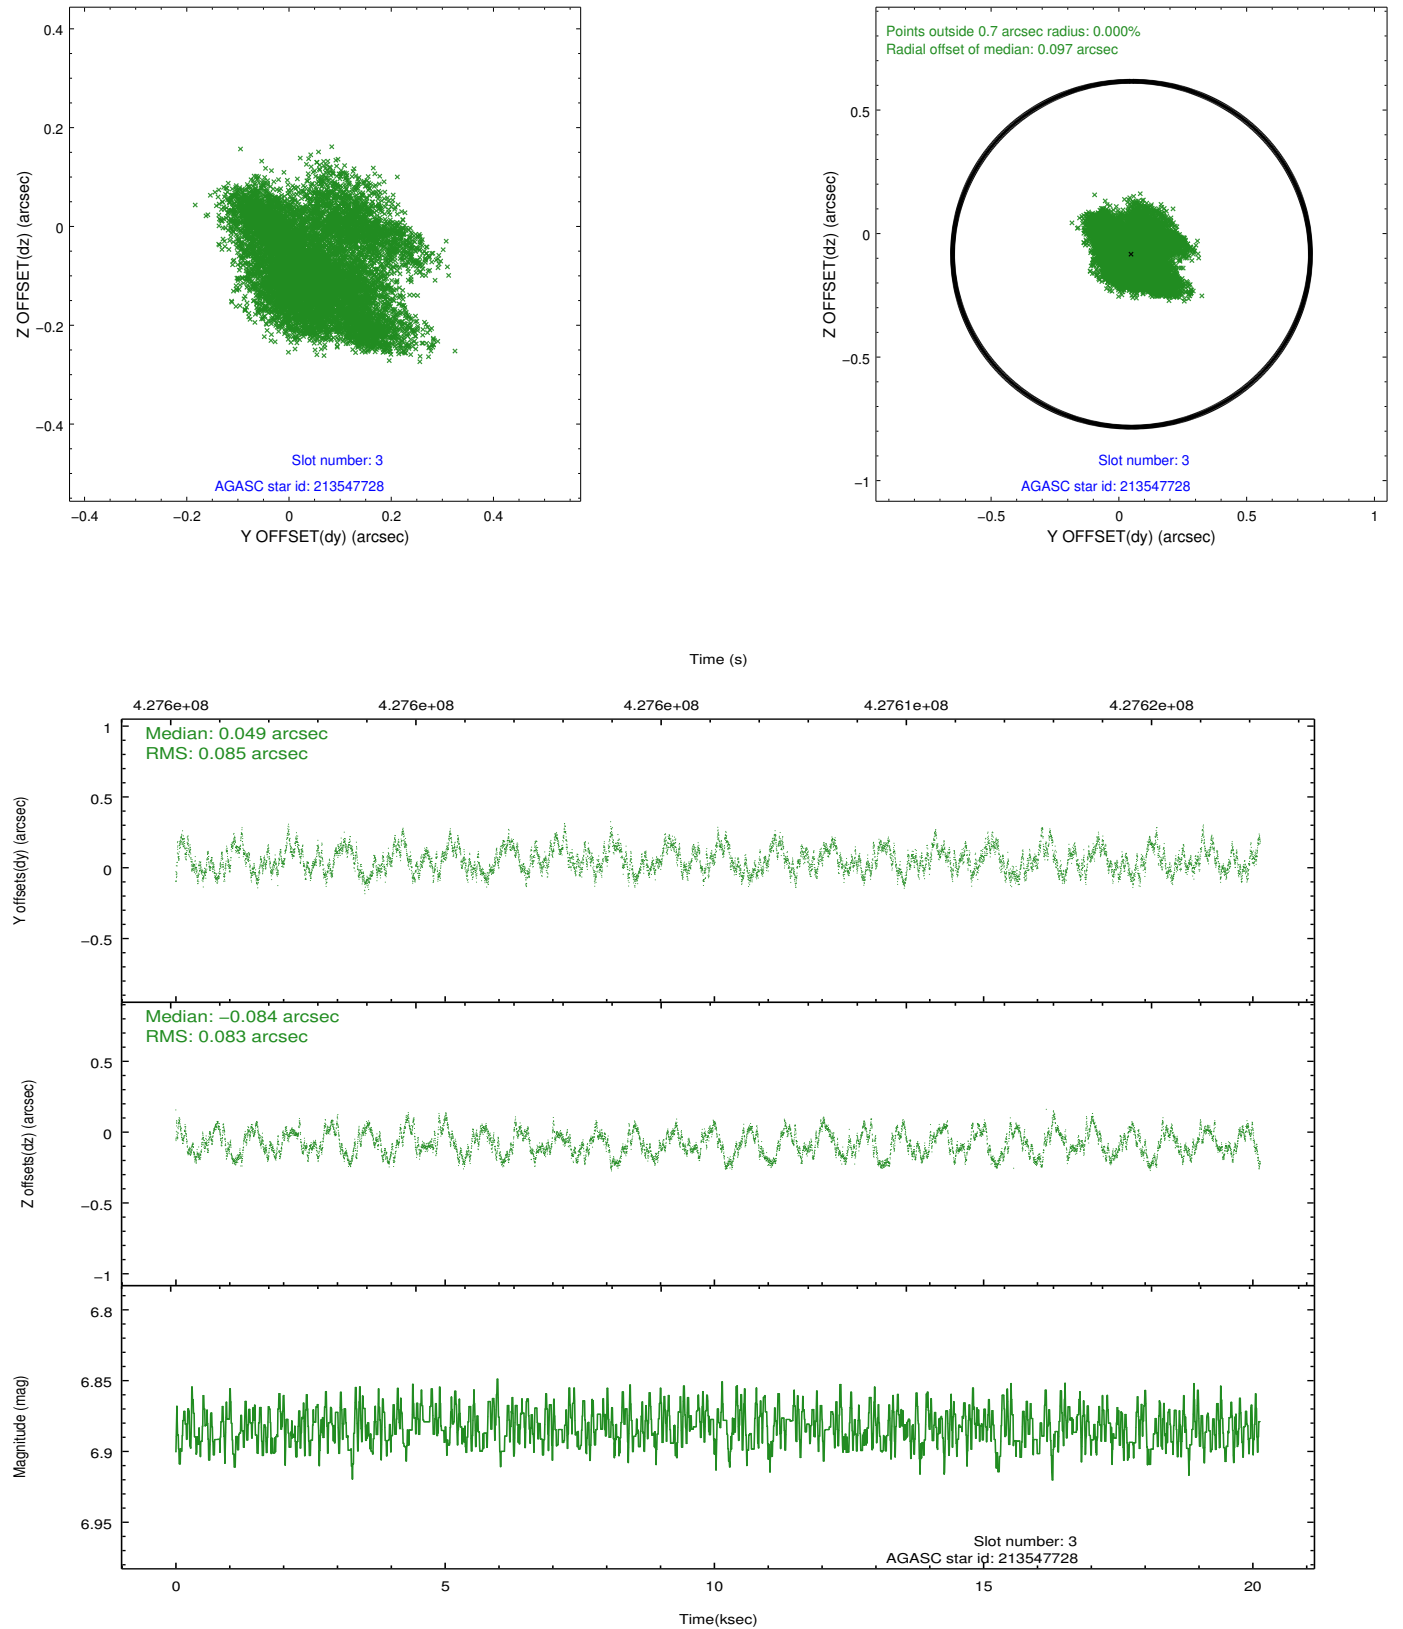 0.4
0.2
0
−0.2
−0.4
Z OFFSET(dz) (arcsec)
Slot number: 3
AGASC star id: 213547728
−0.4 −0.2 0 0.2 0.4
Y OFFSET(dy) (arcsec)
Points outside 0.7 arcsec radius: 0.000%
Radial offset of median: 0.097 arcsec
0.5
0
−0.5
−1
Z OFFSET(dz) (arcsec)
Slot number: 3
AGASC star id: 213547728
−0.5 0 0.5 1
Y OFFSET(dy) (arcsec)
Time (s)
4.276e+08 4.276e+08 4.276e+08 4.2761e+08 4.2762e+08
Median: 0.049 arcsec
RMS: 0.085 arcsec
1
0.5
0
−0.5
Y offsets(dy) (arcsec)
Median: −0.084 arcsec
RMS: 0.083 arcsec
0.5
0
−0.5
−1
Z offsets(dz) (arcsec)
6.8
6.85
6.9
6.95
Magnitude (mag)
Slot number: 3
AGASC star id: 213547728
0 5 10 15 20
Time(ksec)